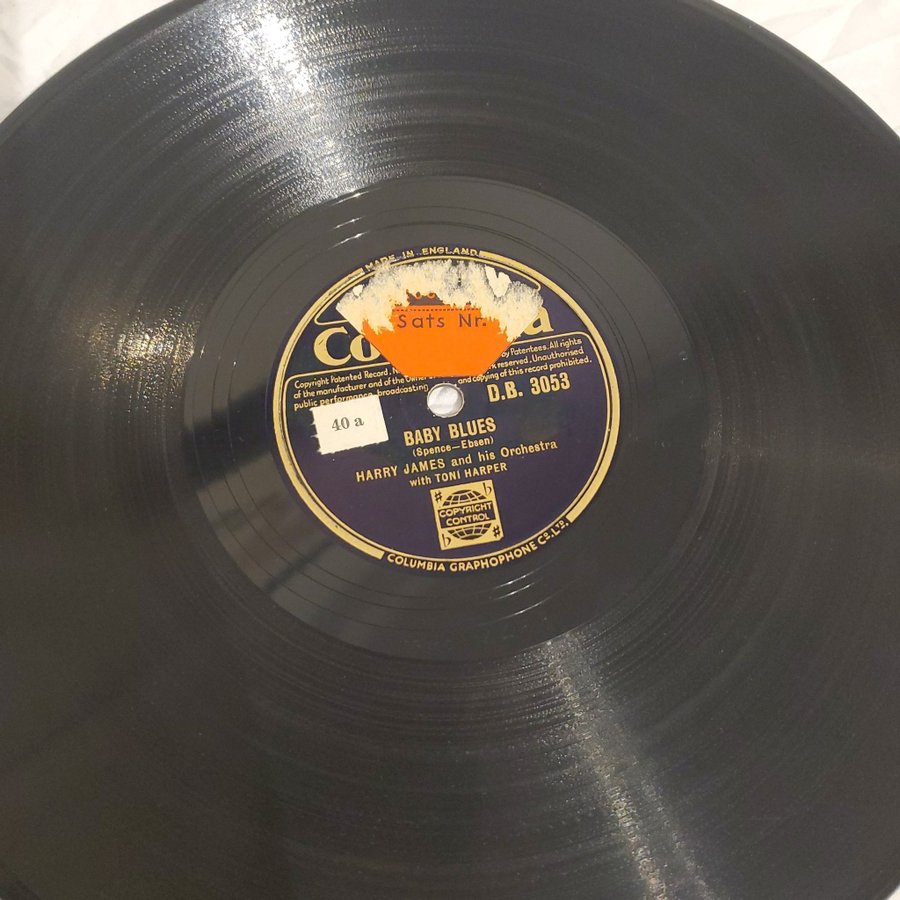 MADE IN ENGLAND
Sats Nr.
Co a
Copyright Patented Record. by Patentees. All rights
of the manufacturer and of the reserved. Unauthorised
public performance, broadcasting and copying of this record prohibited.
D.B. 3053
40 a
BABY BLUES
(Spence—Ebsen)
HARRY JAMES and his Orchestra
with TONI HARPER
COPYRIGHT
CONTROL
COLUMBIA GRAPHOPHONE CO. LTD.